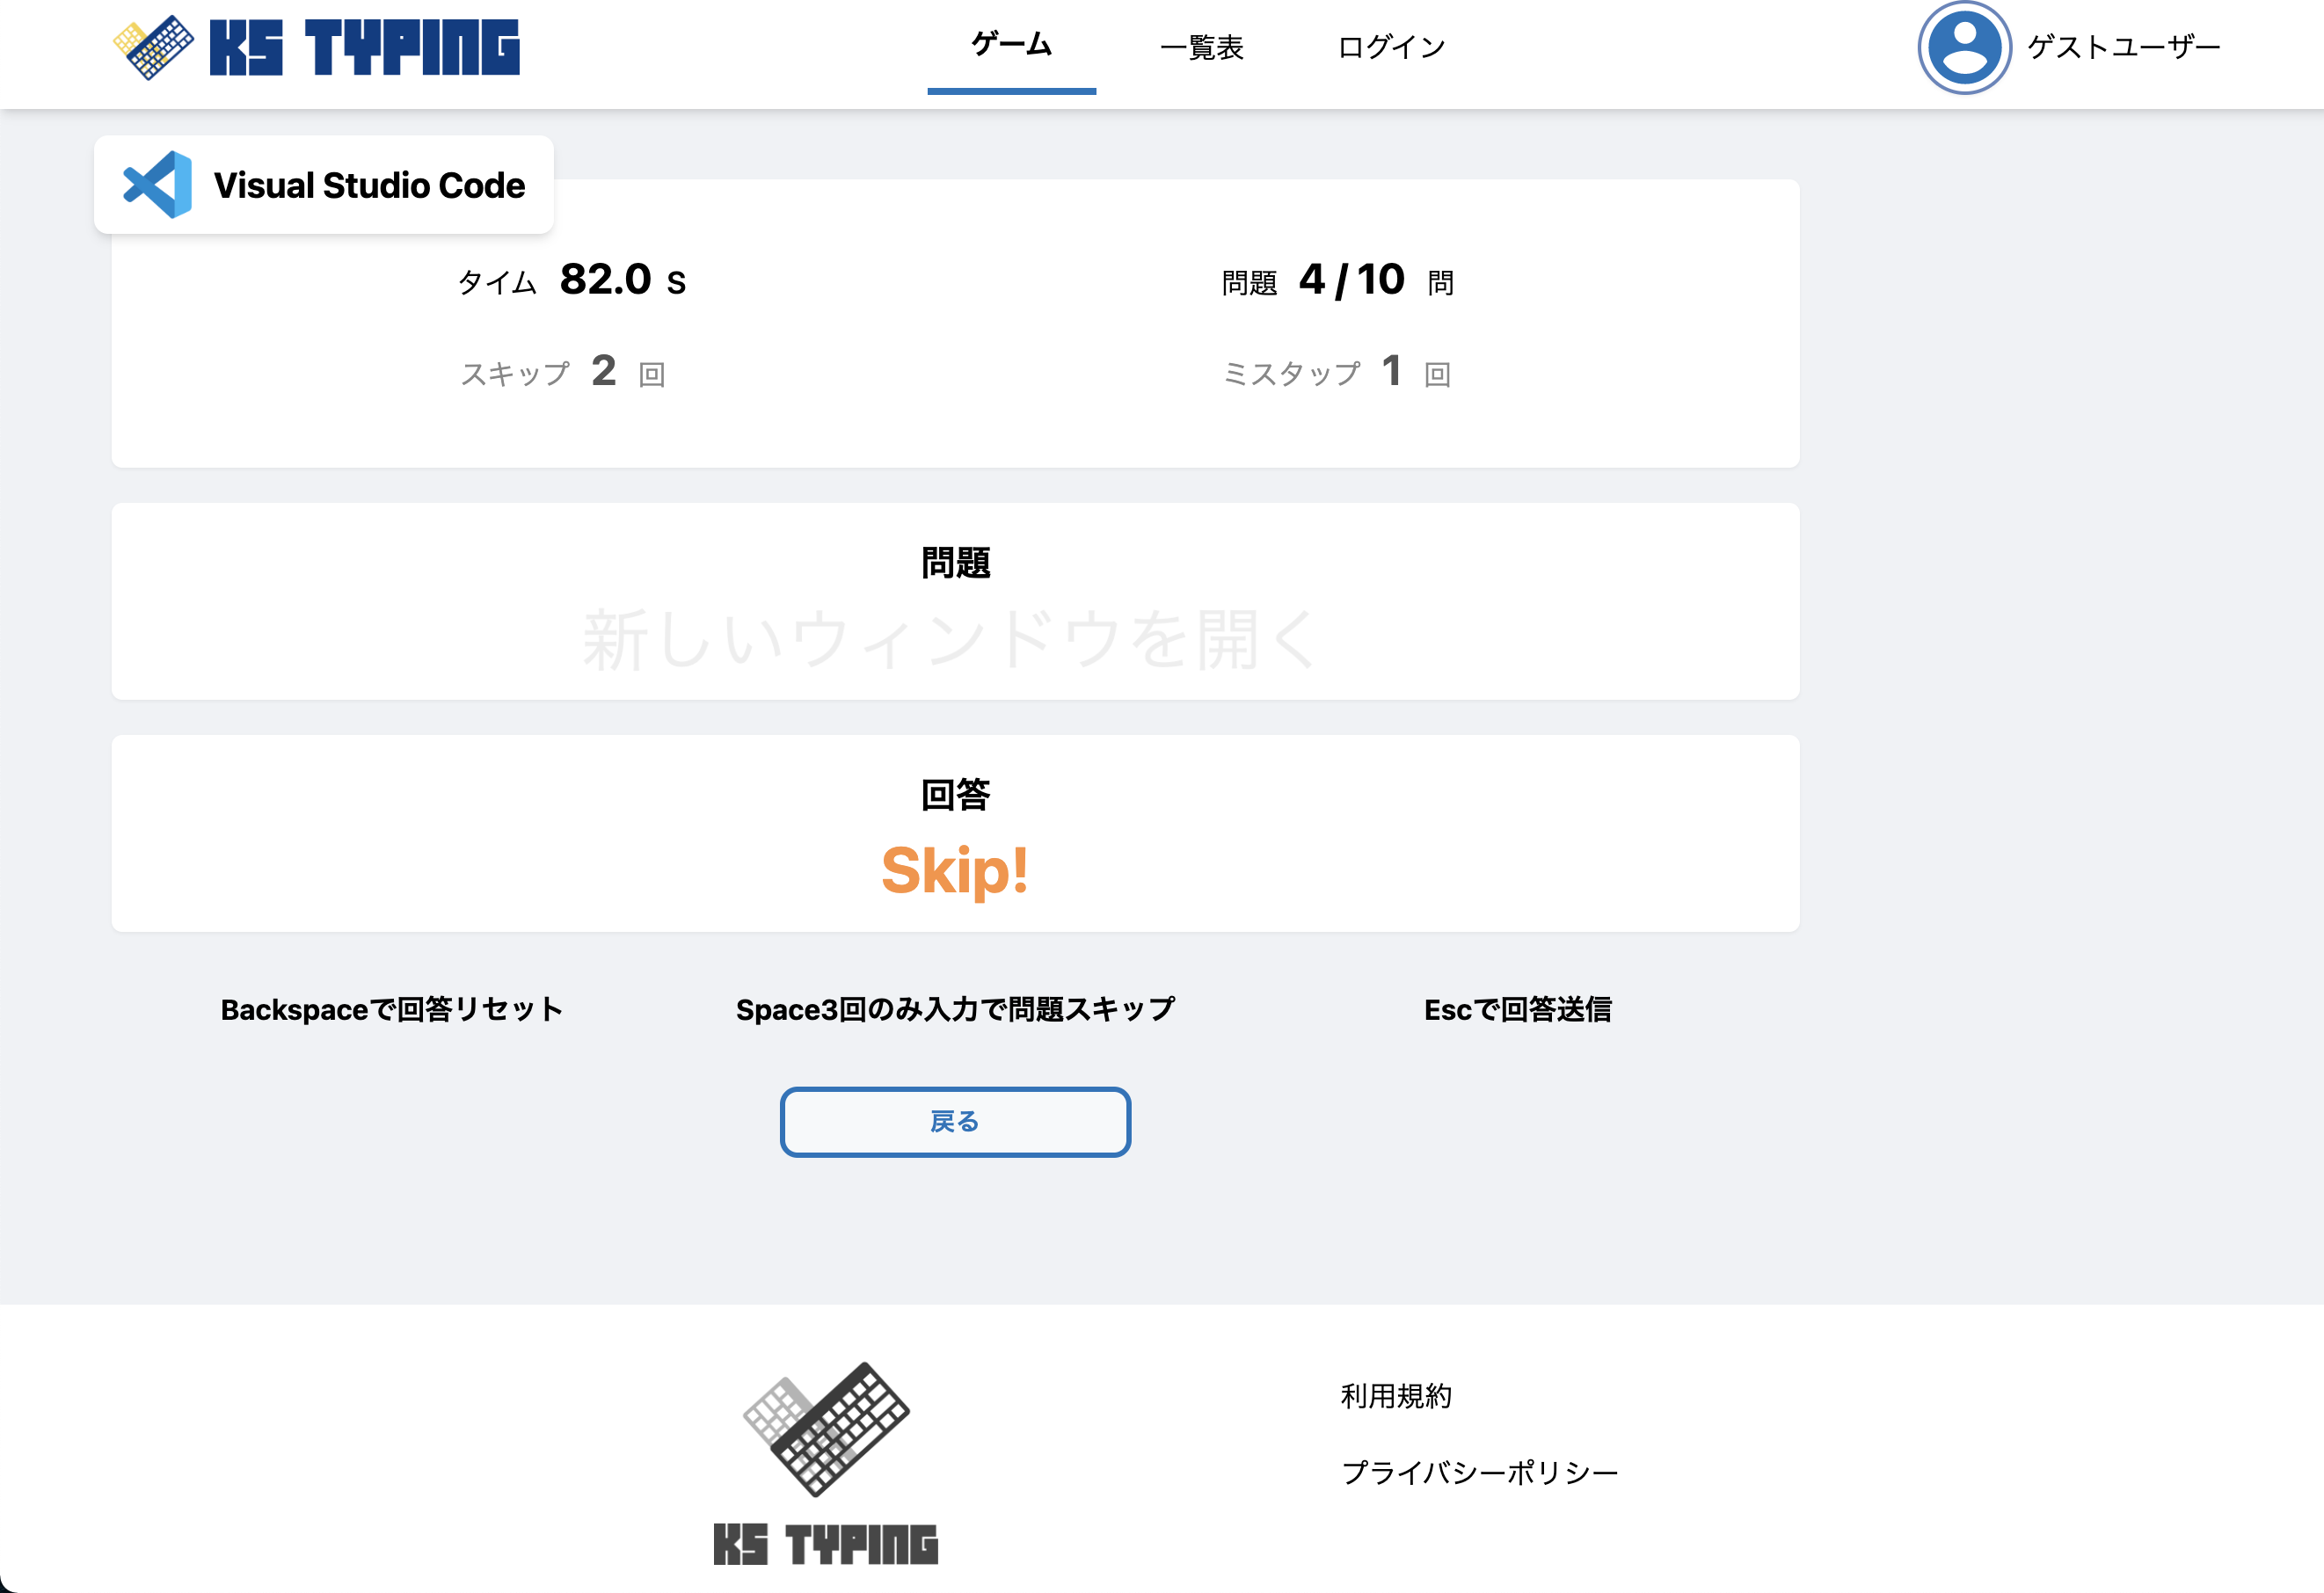 KS TYPING
ゲーム 一覧表 ログイン
ゲストユーザー
Visual Studio Code
タイム 82.0 S
問題 4 / 10 問
スキップ 2 回
ミスタップ 1 回
問題
新しいウィンドウを開く
回答
Skip!
Backspaceで回答リセット
Space3回のみ入力で問題スキップ
Escで回答送信
戻る
利用規約
プライバシーポリシー
KS TYPING